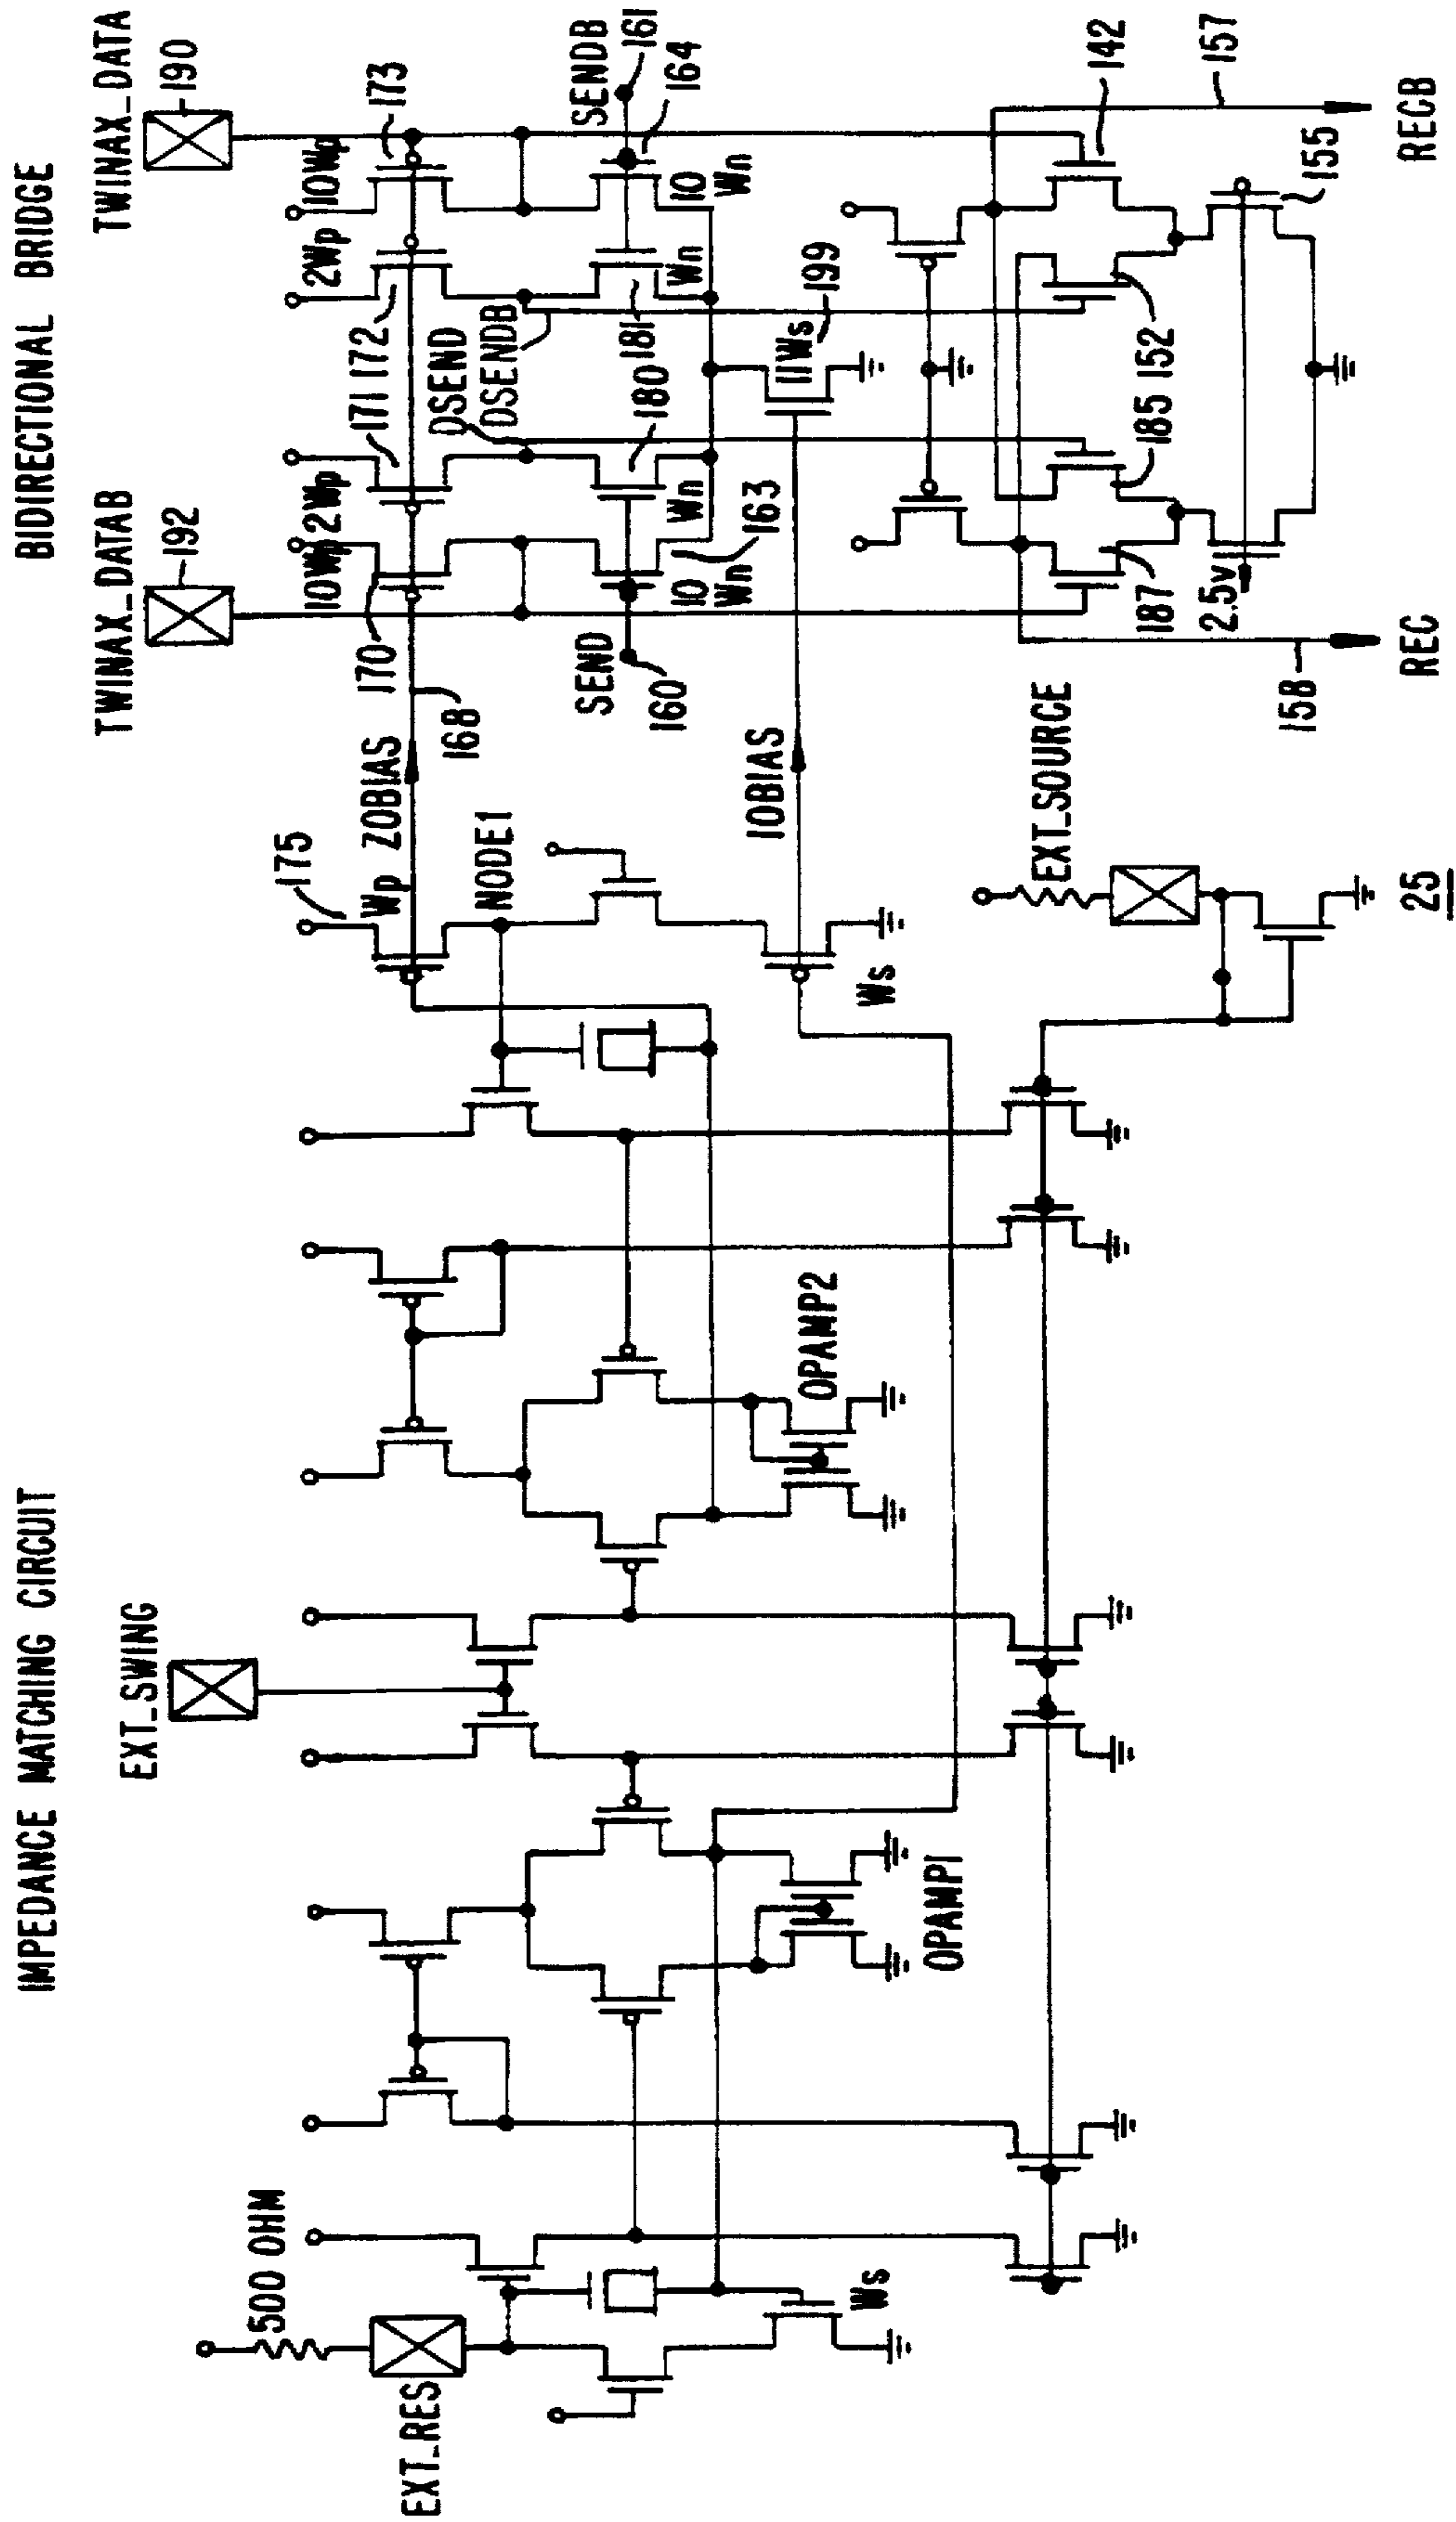 IMPEDANCE MATCHING CIRCUIT
BIDIRECTIONAL BRIDGE
EXT_SWING
TWINAX_DATAB
192
TWINAX_DATA
190
500 OHM
EXT_RES
175
Wp
ZOBIAS
168
170
10Wp
2Wp
171
172
2Wp
10Wp
173
NODE1
DSEND
DSENDB
SEND
160
SENDB
161
164
10
Wn
163
Wn
180
181
Wn
10
Wn
Ws
OPAMP1
OPAMP2
Ws
IOBIAS
11Ws
199
EXT_SOURCE
187
185
152
142
2.5v
155
158
157
REC
RECB
25